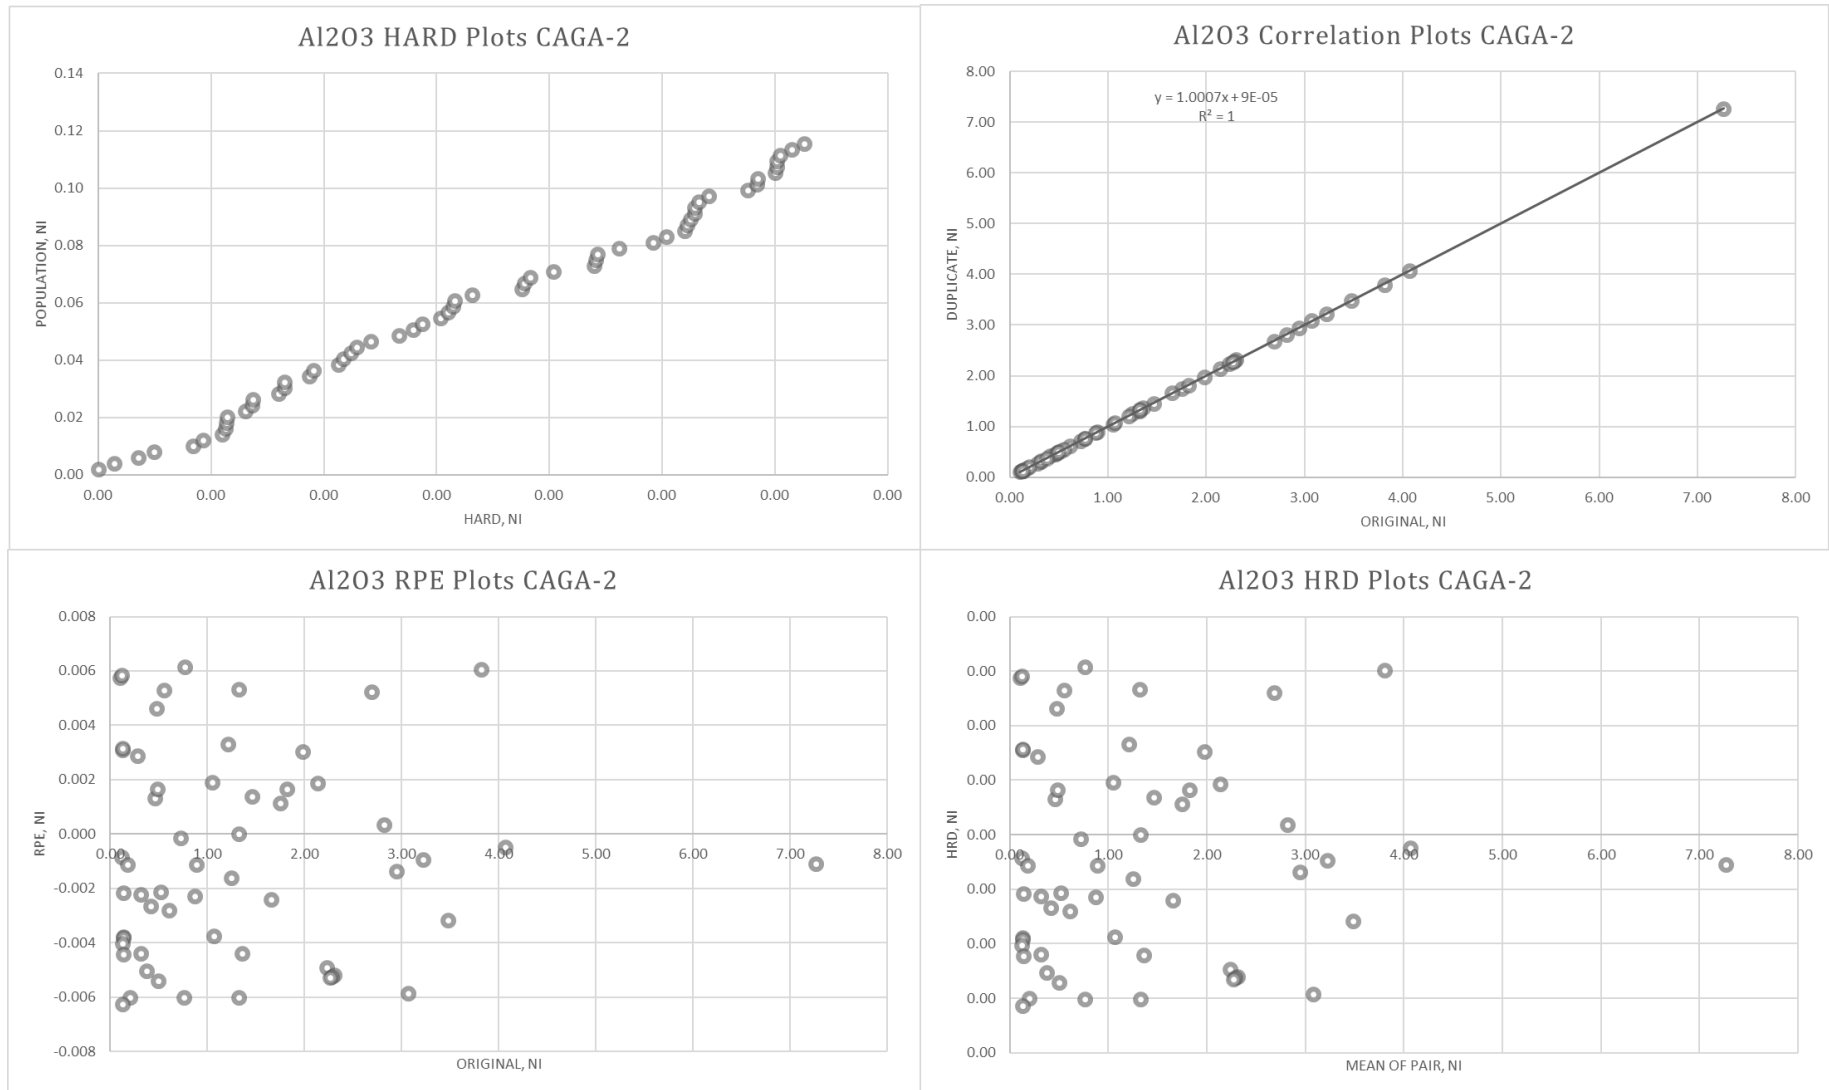 Al2O3 HARD Plots CAGA-2
0.14
0.12
0.10
0.08
0.06
0.04
0.02
0.00
POPULATION, NI
0.00 0.00 0.00 0.00 0.00 0.00 0.00 0.00
HARD, NI
Al2O3 Correlation Plots CAGA-2
8.00
7.00
6.00
5.00
4.00
3.00
2.00
1.00
0.00
DUPLICATE, NI
y = 1.0007x + 9E-05
R² = 1
0.00 1.00 2.00 3.00 4.00 5.00 6.00 7.00 8.00
ORIGINAL, NI
Al2O3 RPE Plots CAGA-2
0.008
0.006
0.004
0.002
0.000
-0.002
-0.004
-0.006
-0.008
RPE, NI
0.00 1.00 2.00 3.00 4.00 5.00 6.00 7.00 8.00
ORIGINAL, NI
Al2O3 HRD Plots CAGA-2
0.00
0.00
0.00
0.00
0.00
0.00
0.00
0.00
0.00
HRD, NI
0.00 1.00 2.00 3.00 4.00 5.00 6.00 7.00 8.00
MEAN OF PAIR, NI